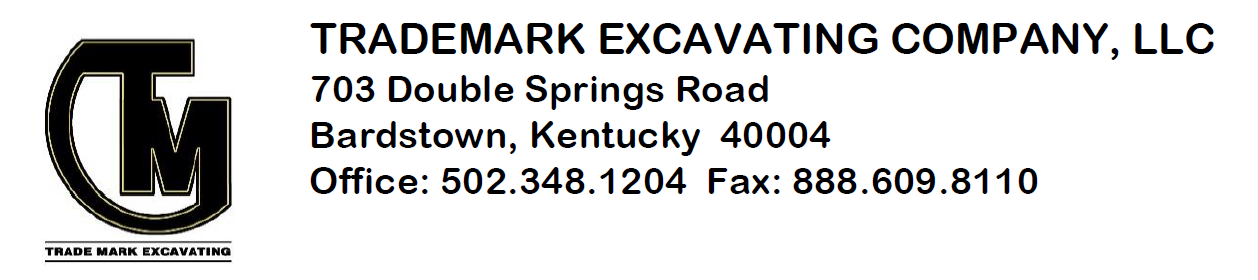 TRADEMARK EXCAVATING COMPANY, LLC
703 Double Springs Road
Bardstown, Kentucky 40004
Office: 502.348.1204 Fax: 888.609.8110
TM
TRADE MARK EXCAVATING